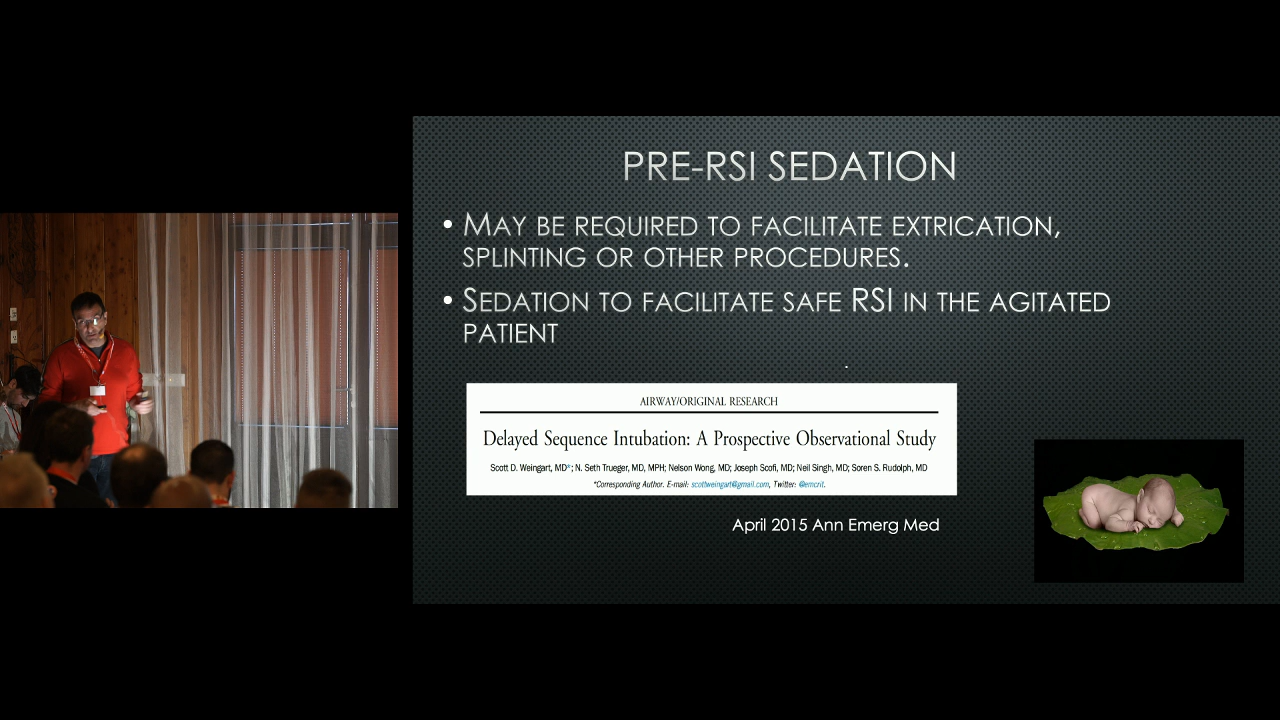 PRE-RSI SEDATION
• MAY BE REQUIRED TO FACILITATE EXTRICATION,
SPLINTING OR OTHER PROCEDURES.
• SEDATION TO FACILITATE SAFE RSI IN THE AGITATED
PATIENT
AIRWAY/ORIGINAL RESEARCH
Delayed Sequence Intubation: A Prospective Observational Study
Scott D. Weingart, MD*; N. Seth Trueger, MD, MPH; Nelson Wong, MD; Joseph Scofi, MD; Neil Singh, MD; Soren S. Rudolph, MD
*Corresponding Author. E-mail: scottweingart@gmail.com, Twitter: @emcrit.
April 2015 Ann Emerg Med